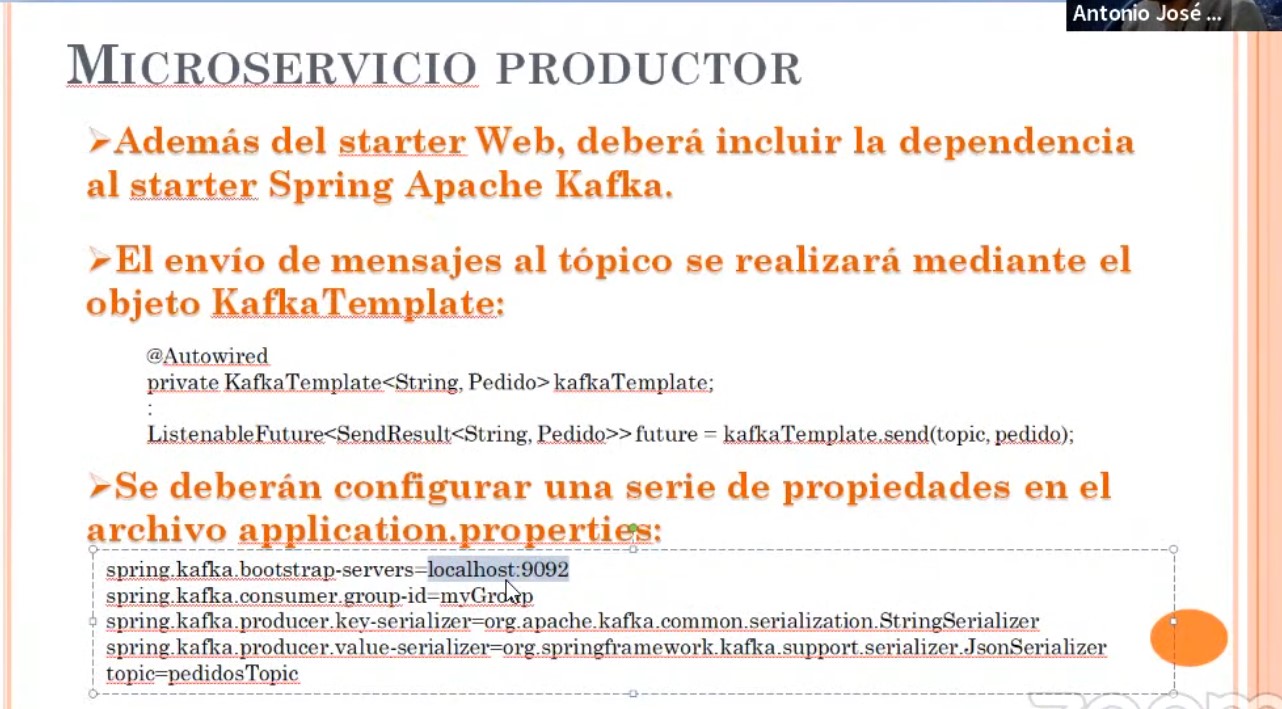 Antonio José ...
MICROSERVICIO PRODUCTOR
➢Además del starter Web, deberá incluir la dependencia
al starter Spring Apache Kafka.
➢El envío de mensajes al tópico se realizará mediante el
objeto KafkaTemplate:
@Autowired
private KafkaTemplate<String, Pedido> kafkaTemplate;
:
ListenableFuture<SendResult<String, Pedido>> future = kafkaTemplate.send(topic, pedido);
➢Se deberán configurar una serie de propiedades en el
archivo application.properties:
spring.kafka.bootstrap-servers=localhost:9092
spring.kafka.consumer.group-id=myGroup
spring.kafka.producer.key-serializer=org.apache.kafka.common.serialization.StringSerializer
spring.kafka.producer.value-serializer=org.springframework.kafka.support.serializer.JsonSerializer
topic=pedidosTopic
zoom